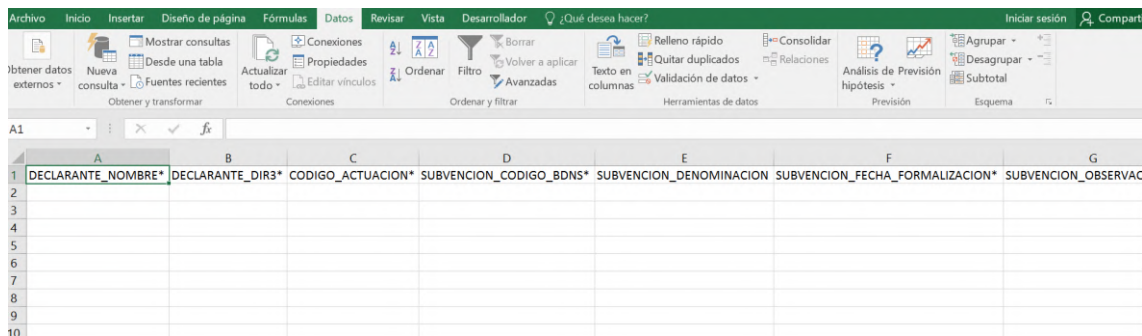 Archivo Inicio Insertar Diseño de página Fórmulas Datos Revisar Vista Desarrollador ¿Qué desea hacer? Iniciar sesión Comparti
Obtener datos externos
Nueva consulta
Mostrar consultas
Desde una tabla
Fuentes recientes
Obtener y transformar
Actualizar todo
Conexiones
Propiedades
Editar vínculos
Conexiones
Ordenar
Filtro
Borrar
Volver a aplicar
Avanzadas
Ordenar y filtrar
Texto en columnas
Relleno rápido
Quitar duplicados
Validación de datos
Consolidar
Relaciones
Herramientas de datos
Análisis de hipótesis
Previsión
Previsión
Agrupar
Desagrupar
Subtotal
Esquema
A1 fx
A B C D E F G
1 DECLARANTE_NOMBRE* DECLARANTE_DIR3* CODIGO_ACTUACION* SUBVENCION_CODIGO_BDNS* SUBVENCION_DENOMINACION SUBVENCION_FECHA_FORMALIZACION* SUBVENCION_OBSERVAC
2
3
4
5
6
7
8
9
10